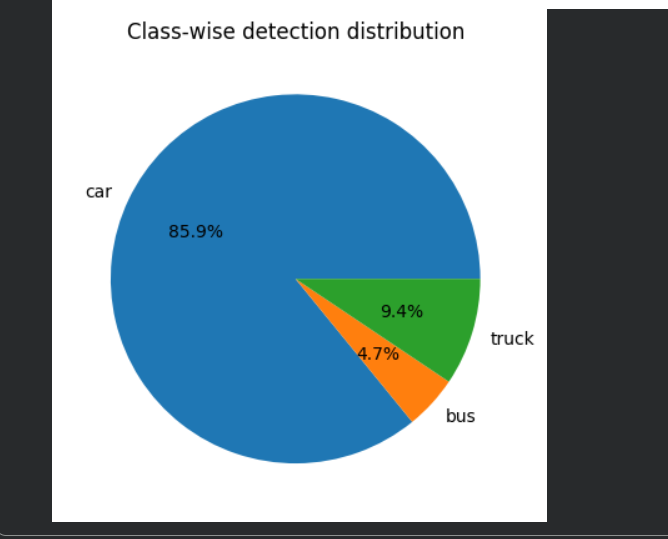 Class-wise detection distribution
car
85.9%
9.4%
truck
4.7%
bus